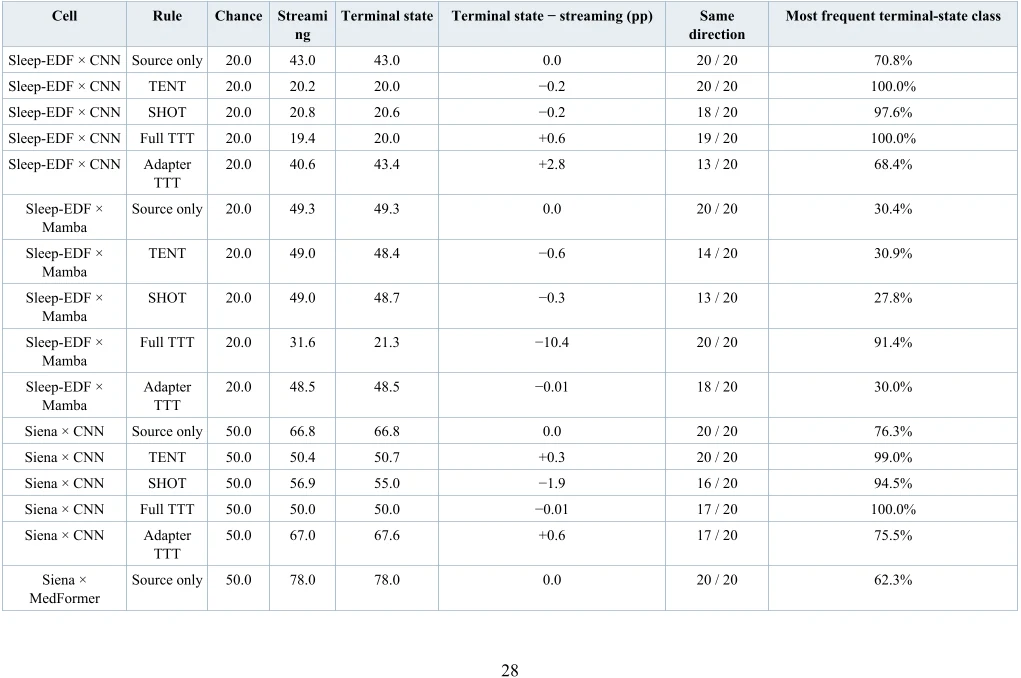 Cell Rule Chance Streami Terminal state Terminal state − streaming (pp) Same Most frequent terminal-state class
ng direction
Sleep-EDF × CNN Source only 20.0 43.0 43.0 0.0 20 / 20 70.8%
Sleep-EDF × CNN TENT 20.0 20.2 20.0 −0.2 20 / 20 100.0%
Sleep-EDF × CNN SHOT 20.0 20.8 20.6 −0.2 18 / 20 97.6%
Sleep-EDF × CNN Full TTT 20.0 19.4 20.0 +0.6 19 / 20 100.0%
Sleep-EDF × CNN Adapter 20.0 40.6 43.4 +2.8 13 / 20 68.4%
TTT
Sleep-EDF × Source only 20.0 49.3 49.3 0.0 20 / 20 30.4%
Mamba
Sleep-EDF × TENT 20.0 49.0 48.4 −0.6 14 / 20 30.9%
Mamba
Sleep-EDF × SHOT 20.0 49.0 48.7 −0.3 13 / 20 27.8%
Mamba
Sleep-EDF × Full TTT 20.0 31.6 21.3 −10.4 20 / 20 91.4%
Mamba
Sleep-EDF × Adapter 20.0 48.5 48.5 −0.01 18 / 20 30.0%
Mamba TTT
Siena × CNN Source only 50.0 66.8 66.8 0.0 20 / 20 76.3%
Siena × CNN TENT 50.0 50.4 50.7 +0.3 20 / 20 99.0%
Siena × CNN SHOT 50.0 56.9 55.0 −1.9 16 / 20 94.5%
Siena × CNN Full TTT 50.0 50.0 50.0 −0.01 17 / 20 100.0%
Siena × CNN Adapter 50.0 67.0 67.6 +0.6 17 / 20 75.5%
TTT
Siena × Source only 50.0 78.0 78.0 0.0 20 / 20 62.3%
MedFormer
28